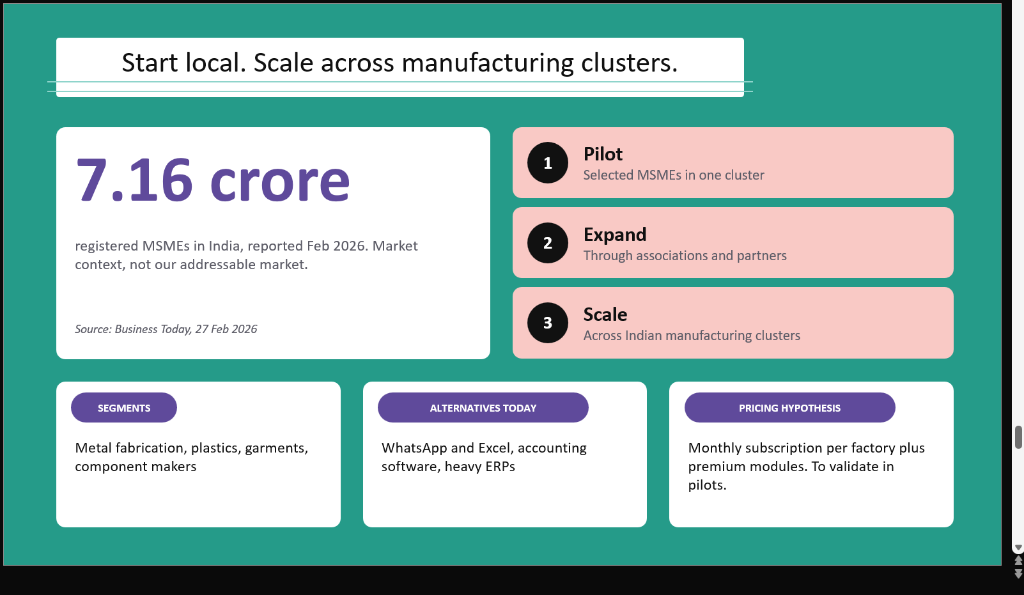 Start local. Scale across manufacturing clusters.
7.16 crore
registered MSMEs in India, reported Feb 2026. Market
context, not our addressable market.
Source: Business Today, 27 Feb 2026
1
Pilot
Selected MSMEs in one cluster
2
Expand
Through associations and partners
3
Scale
Across Indian manufacturing clusters
SEGMENTS
Metal fabrication, plastics, garments,
component makers
ALTERNATIVES TODAY
WhatsApp and Excel, accounting
software, heavy ERPs
PRICING HYPOTHESIS
Monthly subscription per factory plus
premium modules. To validate in
pilots.